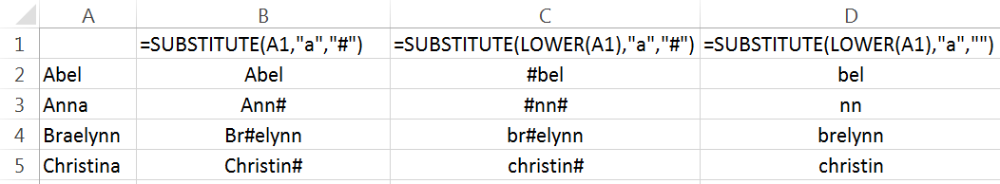 A B C D
1 =SUBSTITUTE(A1,"a","#") =SUBSTITUTE(LOWER(A1),"a","#") =SUBSTITUTE(LOWER(A1),"a","")
2 Abel Abel #bel bel
3 Anna Ann# #nn# nn
4 Braelynn Br#elynn br#elynn brelynn
5 Christina Christin# christin# christin